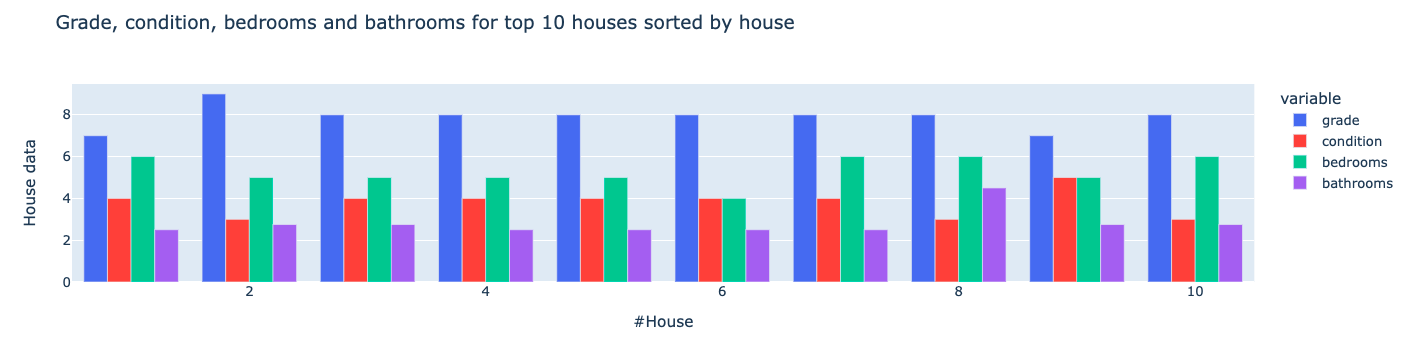 Grade, condition, bedrooms and bathrooms for top 10 houses sorted by house
variable
grade
condition
bedrooms
bathrooms
House data
8
6
4
2
0
2
4
6
8
10
#House